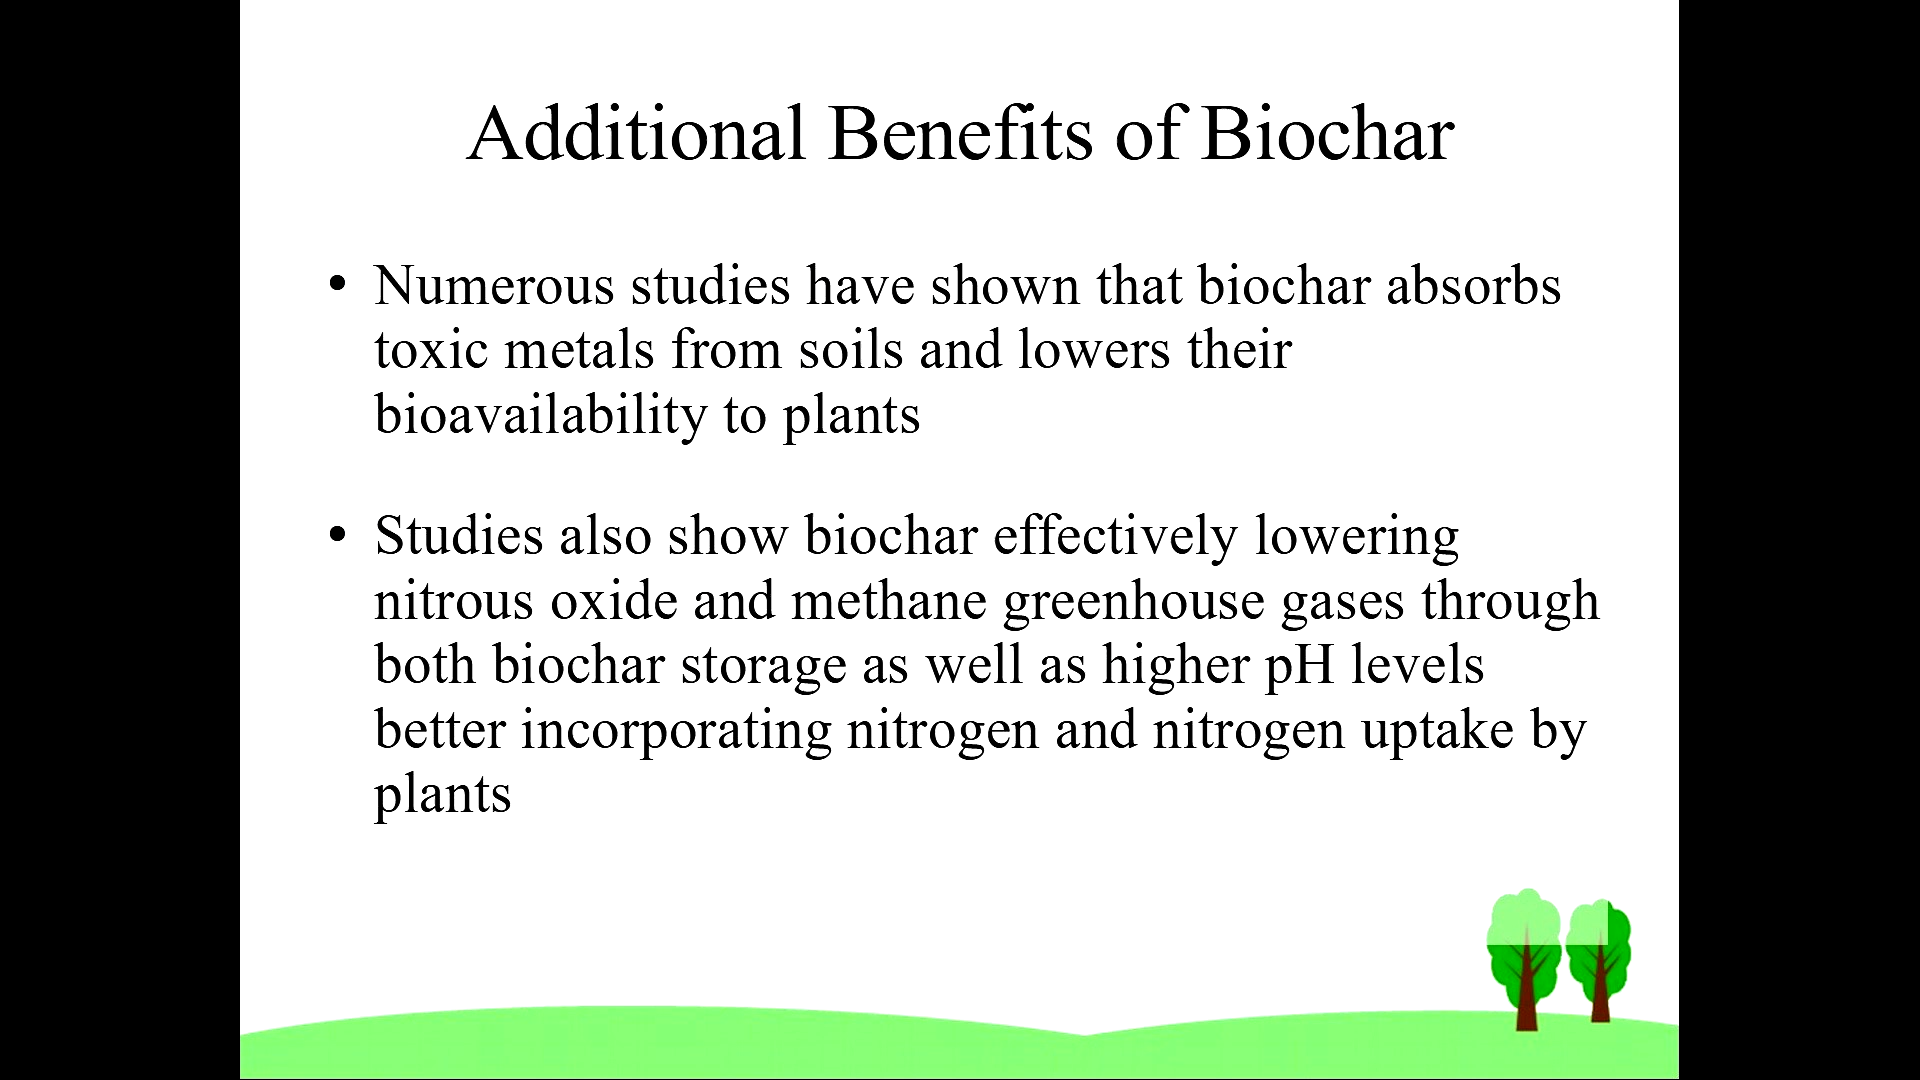 Additional Benefits of Biochar
• Numerous studies have shown that biochar absorbs
toxic metals from soils and lowers their
bioavailability to plants
• Studies also show biochar effectively lowering
nitrous oxide and methane greenhouse gases through
both biochar storage as well as higher pH levels
better incorporating nitrogen and nitrogen uptake by
plants